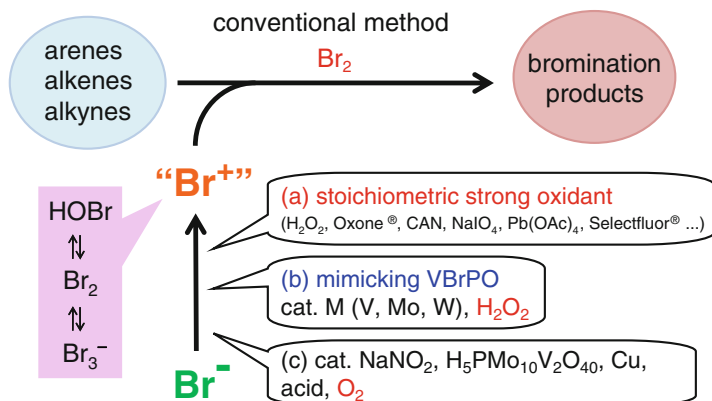 conventional method
Br₂
arenes
alkenes
alkynes
bromination
products
“Br⁺”
HOBr
⇅
Br₂
⇅
Br₃⁻
(a) stoichiometric strong oxidant
(H₂O₂, Oxone ®, CAN, NaIO₄, Pb(OAc)₄, Selectfluor® ...)
(b) mimicking VBrPO
cat. M (V, Mo, W), H₂O₂
(c) cat. NaNO₂, H₅PMo₁₀V₂O₄₀, Cu,
acid, O₂
Br⁻